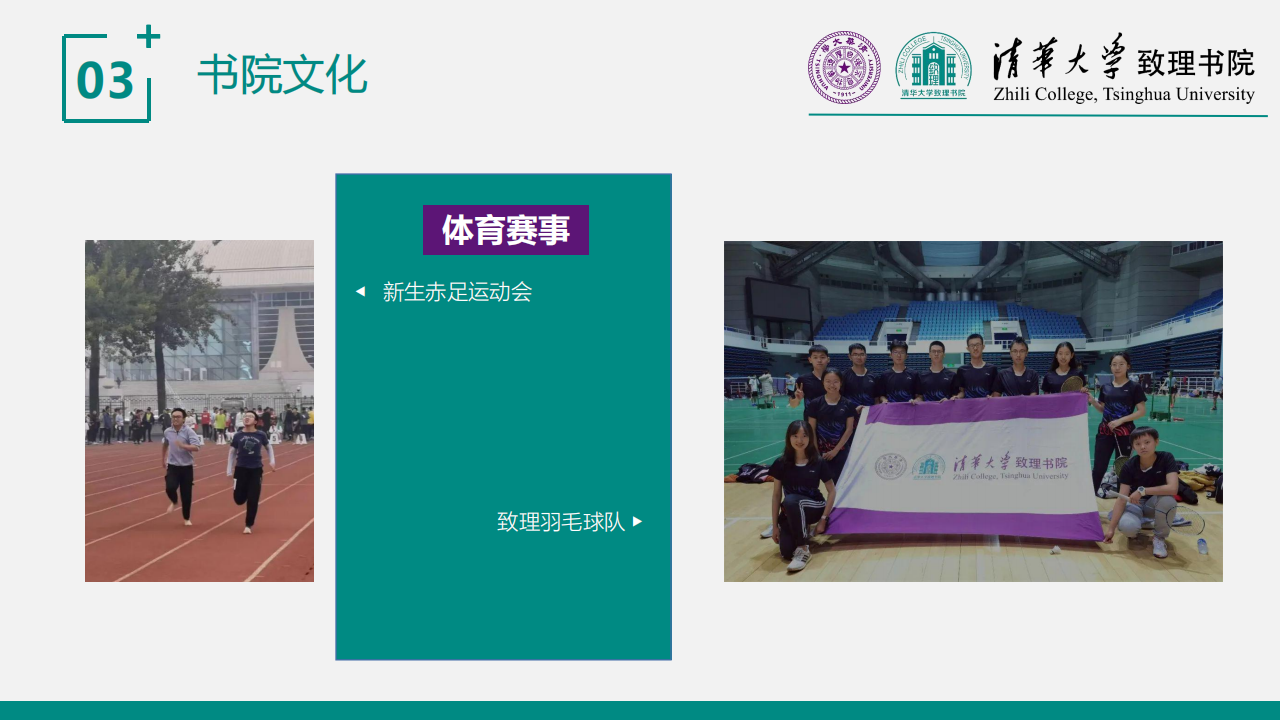 03
书院文化
清华大学致理书院
清華大学 致理书院
Zhili College, Tsinghua University
体育赛事
◀ 新生赤足运动会
致理羽毛球队 ▶
清華大学 致理书院
Zhili College, Tsinghua University